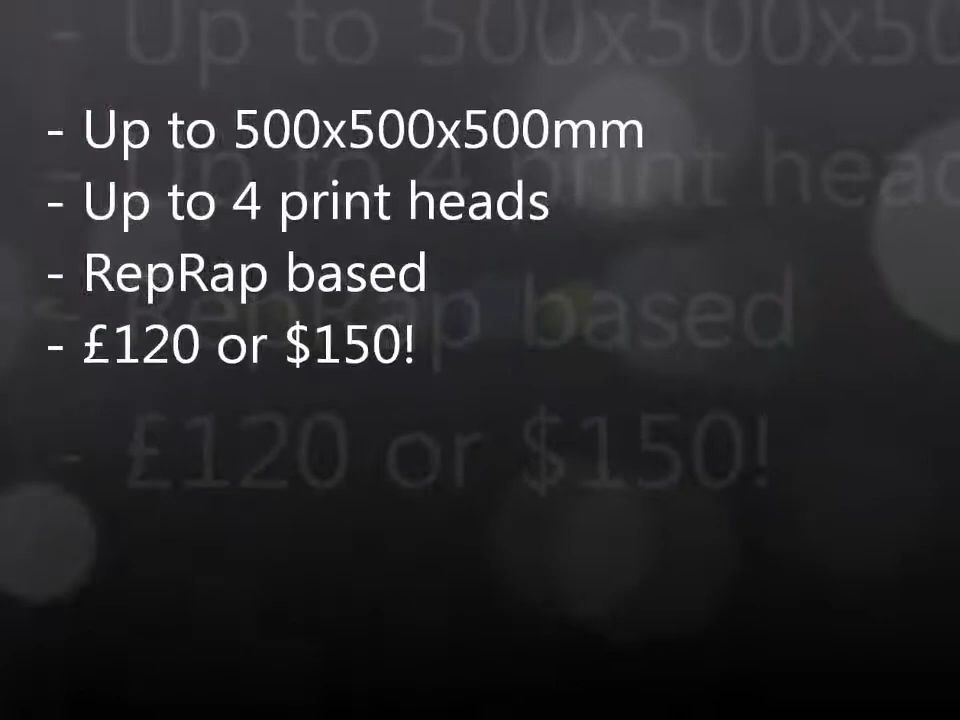 - Up to 500x500x500mm
- Up to 4 print heads
- RepRap based
- £120 or $150!